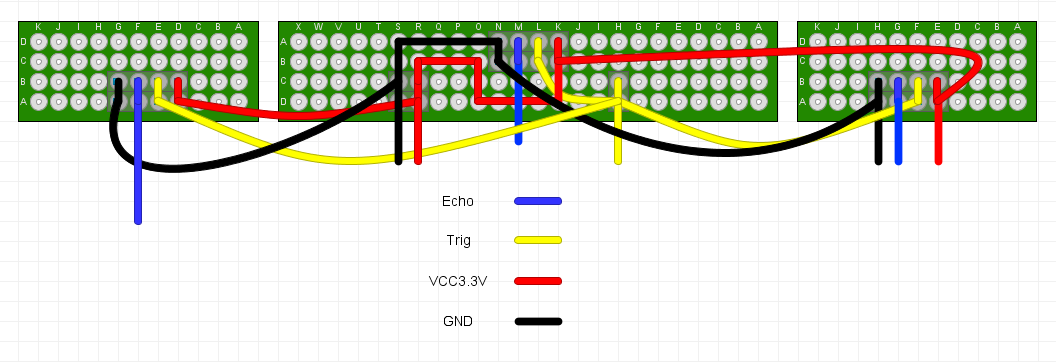 K J I H G F E D C B A X W V U T S R Q P O N M L K J I H G F E D C B A K J I H G F E D C B A
D A D
C B C
B C B
A D A
Echo
Trig
VCC3.3V
GND